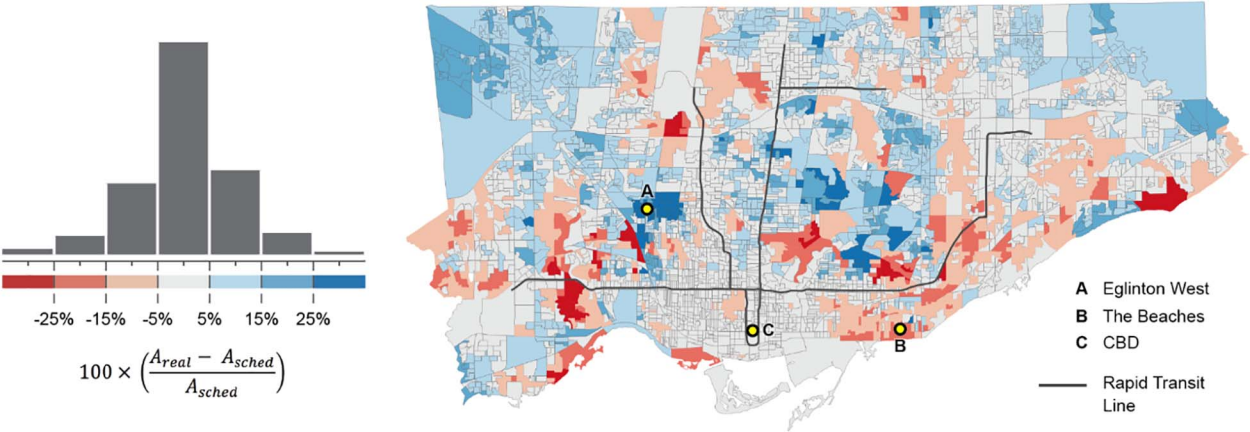 -25% -15% -5% 5% 15% 25%
100 × ( (A_real − A_sched) / A_sched )
A
B
C
A Eglinton West
B The Beaches
C CBD
Rapid Transit
Line